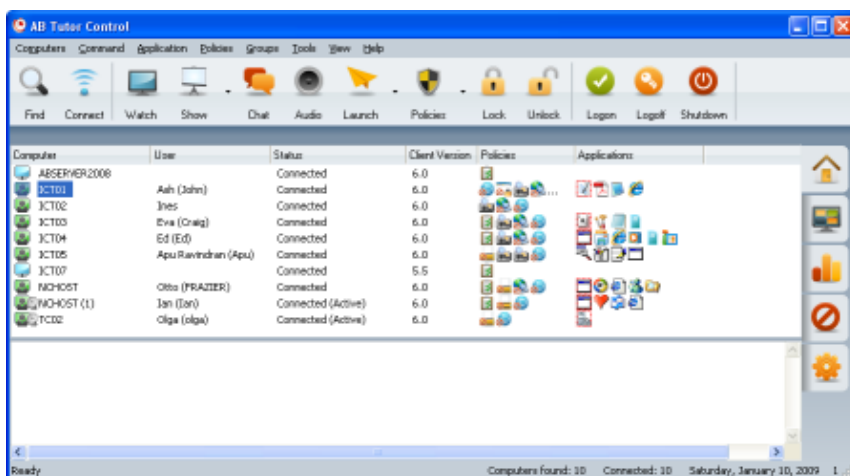 AB Tutor Control
Computers Command Application Policies Groups Tools View Help
Find Connect Watch Show Chat Audio Launch Policies Lock Unlock Logon Logoff Shutdown
Computer User Status Client Version Policies Applications
ABSERVER2008 Connected 6.0
ICT01 Ash (John) Connected 6.0
ICT02 Ines Connected 6.0
ICT03 Eva (Craig) Connected 6.0
ICT04 Ed (Ed) Connected 6.0
ICT05 Apu Ravindran (Apu) Connected 6.0
ICT07 Connected 5.5
NCHOST Otto (FRAZIER) Connected 6.0
NCHOST (1) Ian (Ian) Connected (Active) 6.0
TC02 Olga (olga) Connected (Active) 6.0
Ready Computers found: 10 Connected: 10 Saturday, January 10, 2009